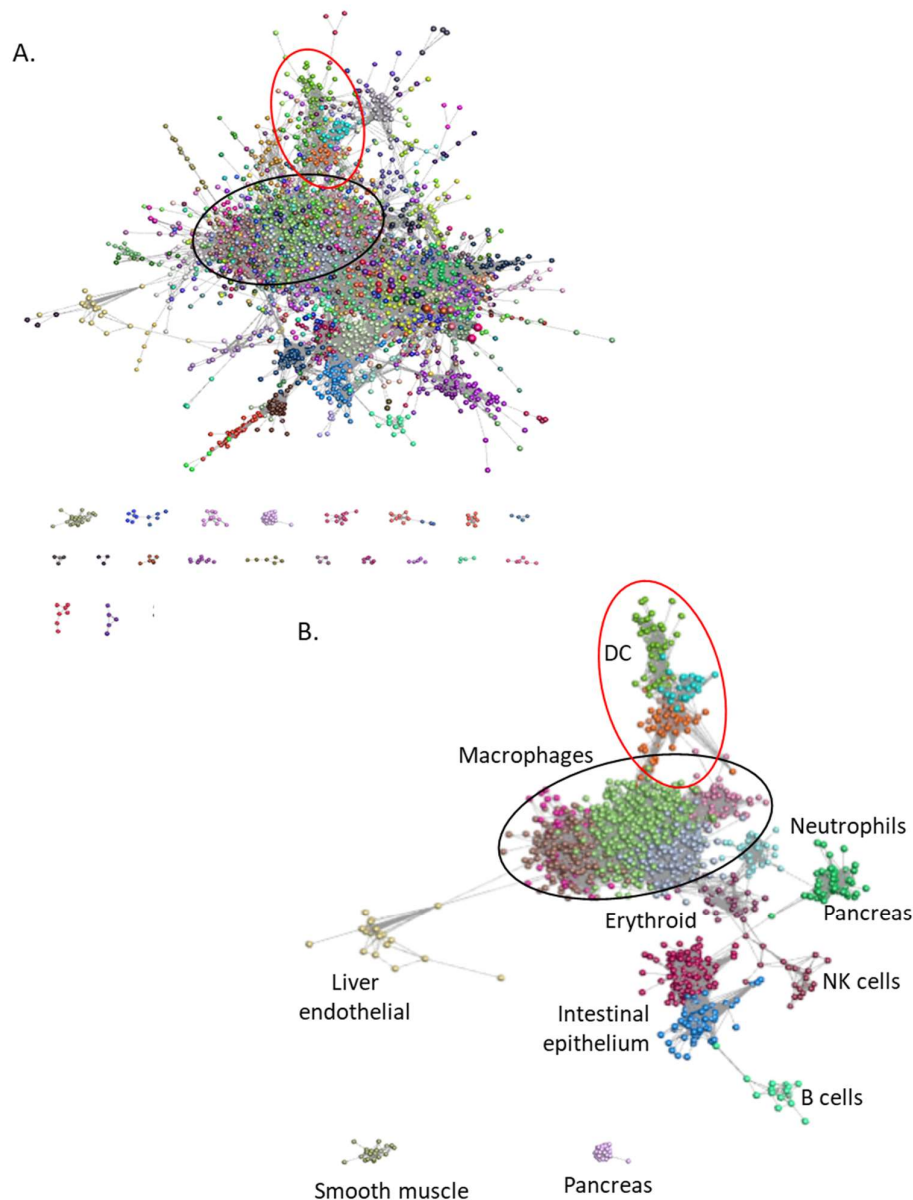 A.
B.
DC
Macrophages
Neutrophils
Pancreas
Erythroid
NK cells
Liver
endothelial
Intestinal
epithelium
B cells
Smooth muscle
Pancreas